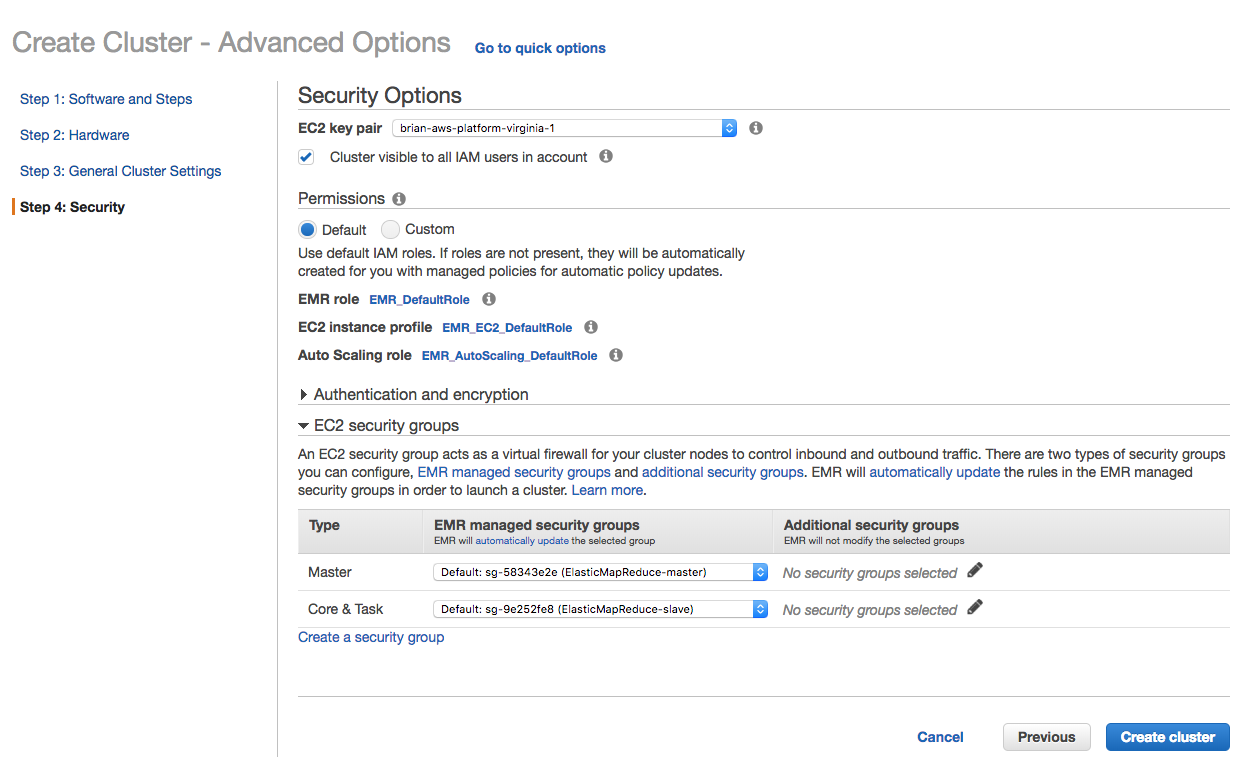 Create Cluster - Advanced Options Go to quick options
Step 1: Software and Steps
Step 2: Hardware
Step 3: General Cluster Settings
Step 4: Security
Security Options
EC2 key pair brian-aws-platform-virginia-1
Cluster visible to all IAM users in account
Permissions
Default Custom
Use default IAM roles. If roles are not present, they will be automatically
created for you with managed policies for automatic policy updates.
EMR role EMR_DefaultRole
EC2 instance profile EMR_EC2_DefaultRole
Auto Scaling role EMR_AutoScaling_DefaultRole
Authentication and encryption
EC2 security groups
An EC2 security group acts as a virtual firewall for your cluster nodes to control inbound and outbound traffic. There are two types of security groups
you can configure, EMR managed security groups and additional security groups. EMR will automatically update the rules in the EMR managed
security groups in order to launch a cluster. Learn more.
Type EMR managed security groups Additional security groups
EMR will automatically update the selected group EMR will not modify the selected groups
Master Default: sg-58343e2e (ElasticMapReduce-master) No security groups selected
Core & Task Default: sg-9e252fe8 (ElasticMapReduce-slave) No security groups selected
Create a security group
Cancel Previous Create cluster